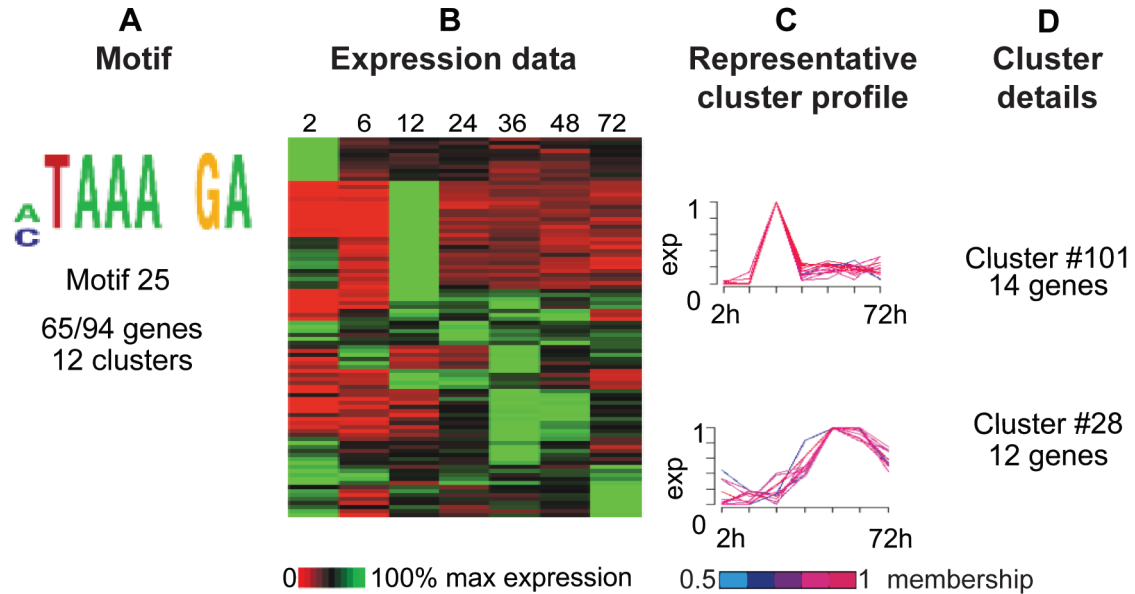 A
Motif
B
Expression data
C
Representative
cluster profile
D
Cluster
details
2 6 12 24 36 48 72
A
C
TAAA GA
Motif 25
65/94 genes
12 clusters
1
exp
0
2h 72h
Cluster #101
14 genes
1
exp
0
2h 72h
Cluster #28
12 genes
0 100% max expression
0.5 1 membership